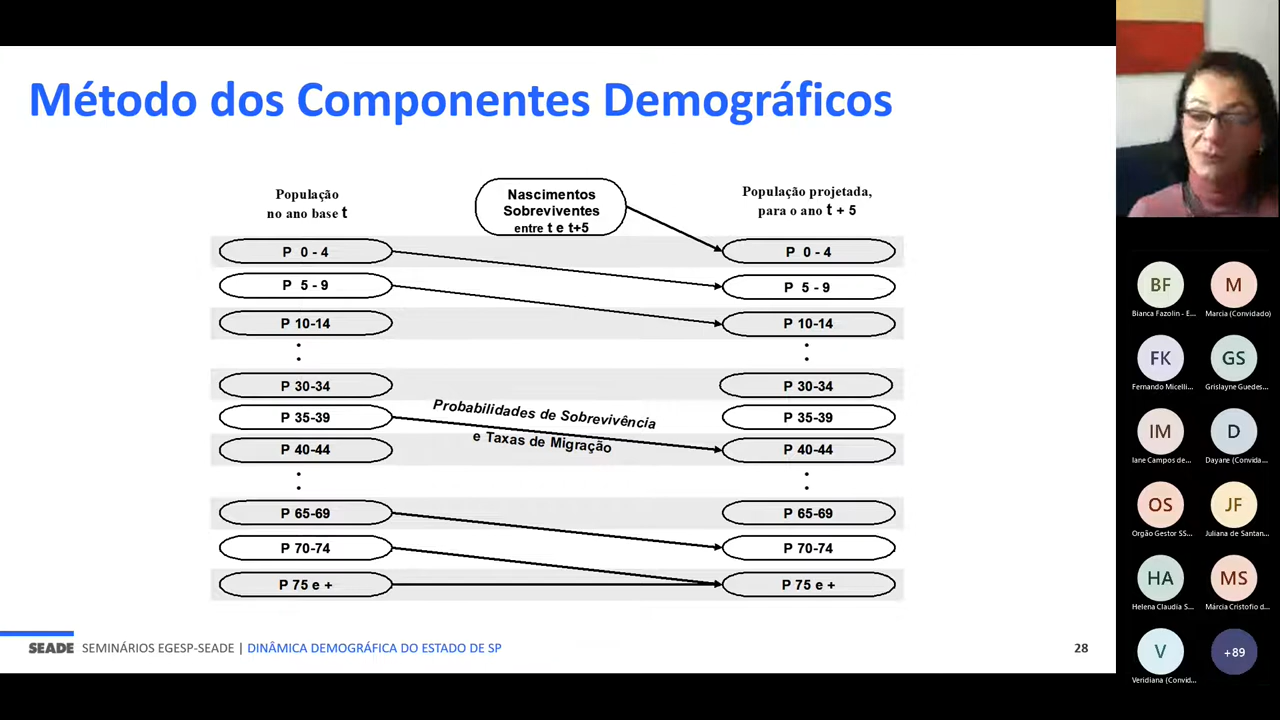 Método dos Componentes Demográficos
População
no ano base t
Nascimentos
Sobreviventes
entre t e t+5
População projetada,
para o ano t + 5
P 0 - 4
P 0 - 4
P 5 - 9
P 5 - 9
P 10-14
P 10-14
P 30-34
P 30-34
P 35-39
Probabilidades de Sobrevivência
P 35-39
e Taxas de Migração
P 40-44
P 40-44
P 65-69
P 65-69
P 70-74
P 70-74
P 75 e +
P 75 e +
SEADE SEMINÁRIOS EGESP-SEADE | DINÂMICA DEMOGRÁFICA DO ESTADO DE SP
28
BF
M
Bianca Fazolin - E...
Marcia (Convidado)
FK
GS
Fernando Micelli...
Grislayne Guedes...
IM
D
Iane Campos de...
Dayane (Convida...
OS
JF
Orgão Gestor SS...
Juliana de Santan...
HA
MS
Helena Claudia S...
Márcia Cristofio d...
V
+89
Veridiana (Convid...